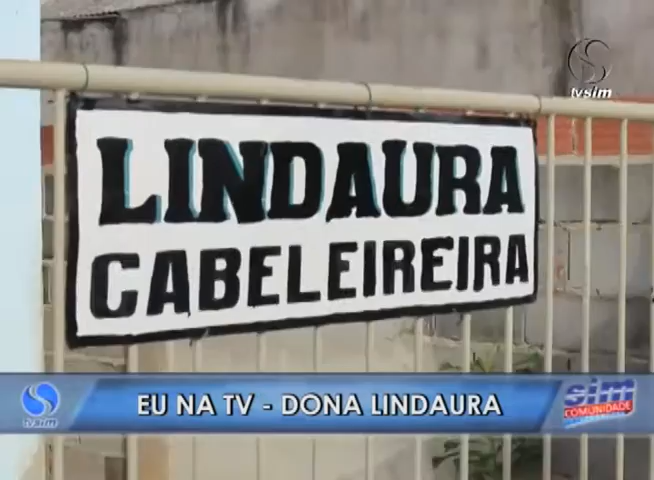 tvsim
LINDAURA
CABELEIREIRA
EU NA TV - DONA LINDAURA
tvsim
sim
COMUNIDADE